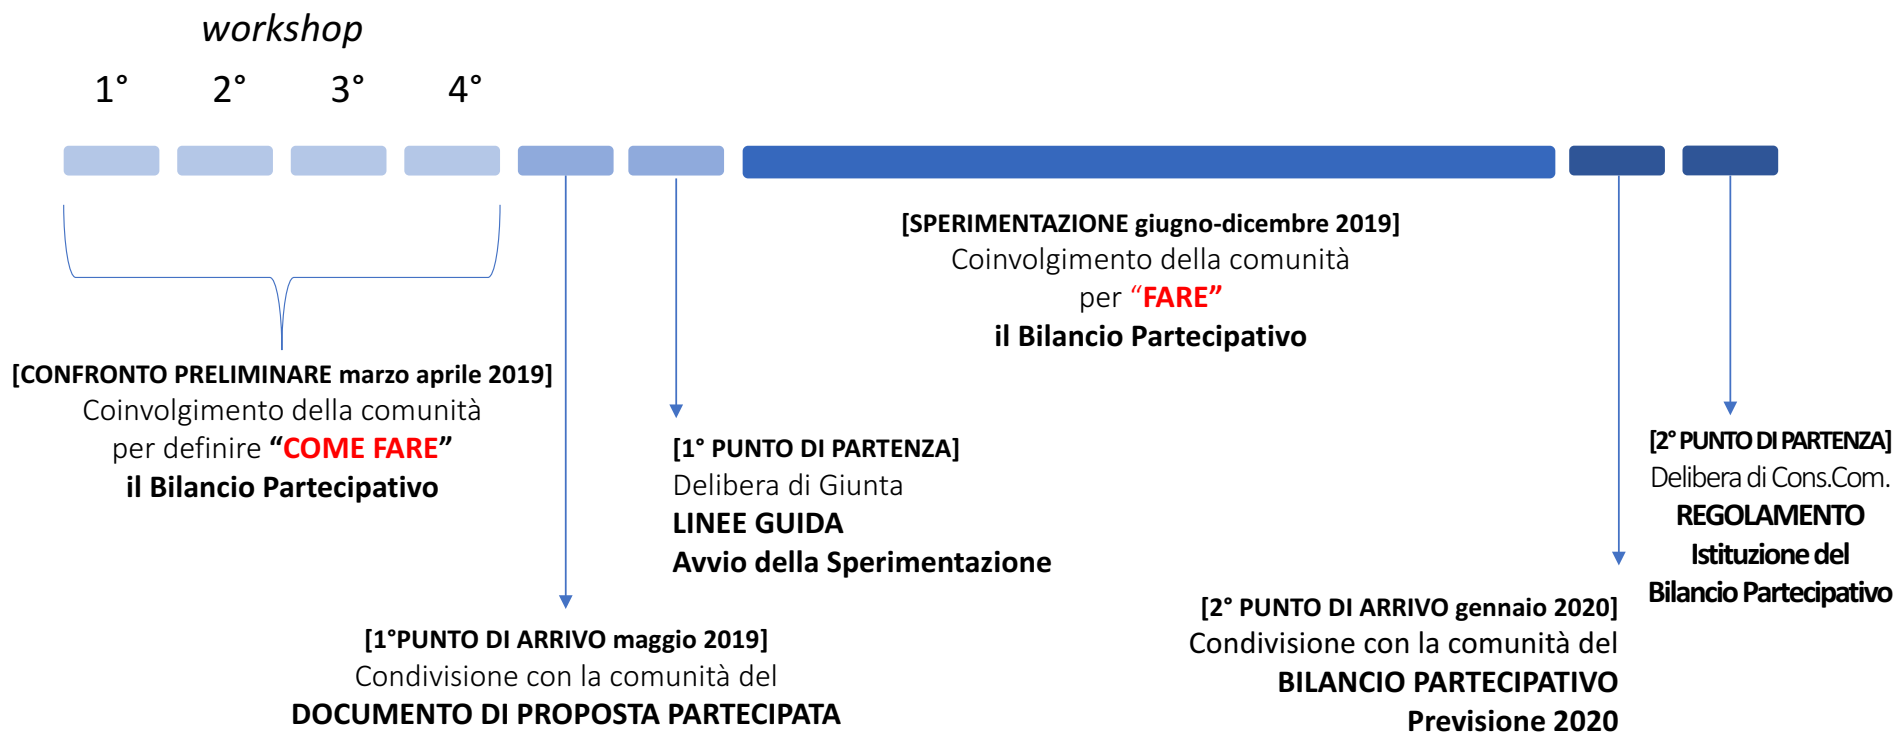 workshop
1° 2° 3° 4°
[CONFRONTO PRELIMINARE marzo aprile 2019]
Coinvolgimento della comunità
per definire “COME FARE”
il Bilancio Partecipativo
[1°PUNTO DI ARRIVO maggio 2019]
Condivisione con la comunità del
DOCUMENTO DI PROPOSTA PARTECIPATA
[1° PUNTO DI PARTENZA]
Delibera di Giunta
LINEE GUIDA
Avvio della Sperimentazione
[SPERIMENTAZIONE giugno-dicembre 2019]
Coinvolgimento della comunità
per “FARE”
il Bilancio Partecipativo
[2° PUNTO DI ARRIVO gennaio 2020]
Condivisione con la comunità del
BILANCIO PARTECIPATIVO
Previsione 2020
[2° PUNTO DI PARTENZA]
Delibera di Cons.Com.
REGOLAMENTO
Istituzione del
Bilancio Partecipativo